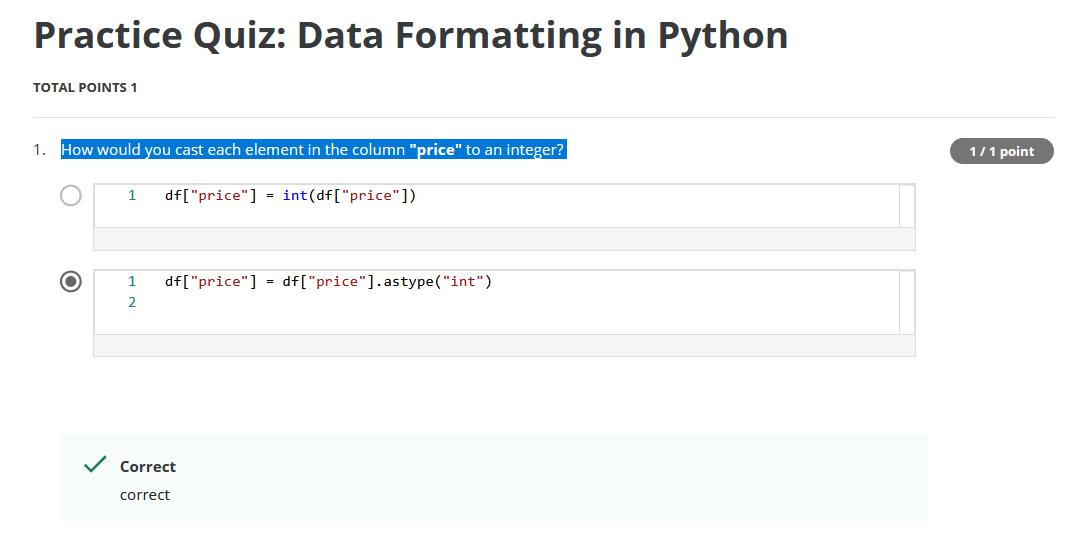 Practice Quiz: Data Formatting in Python
TOTAL POINTS 1
1. How would you cast each element in the column "price" to an integer?
1 / 1 point
1 df["price"] = int(df["price"])
1 df["price"] = df["price"].astype("int")
2
Correct
correct